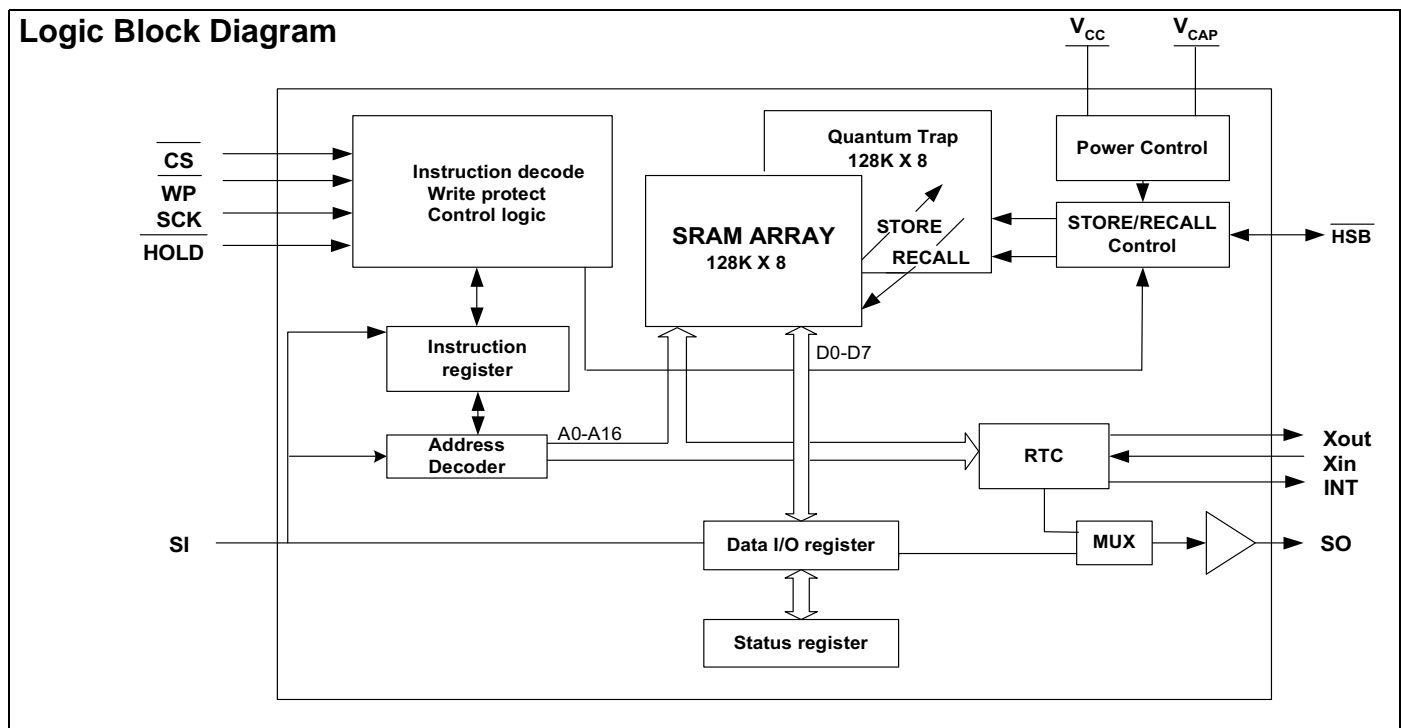 Logic Block Diagram
VCC
VCAP
CS
WP
SCK
HOLD
Instruction decode
Write protect
Control logic
Quantum Trap
128K X 8
Power Control
SRAM ARRAY
128K X 8
STORE
RECALL
STORE/RECALL
Control
HSB
Instruction
register
D0-D7
A0-A16
Address
Decoder
RTC
Xout
Xin
INT
SI
Data I/O register
MUX
SO
Status register